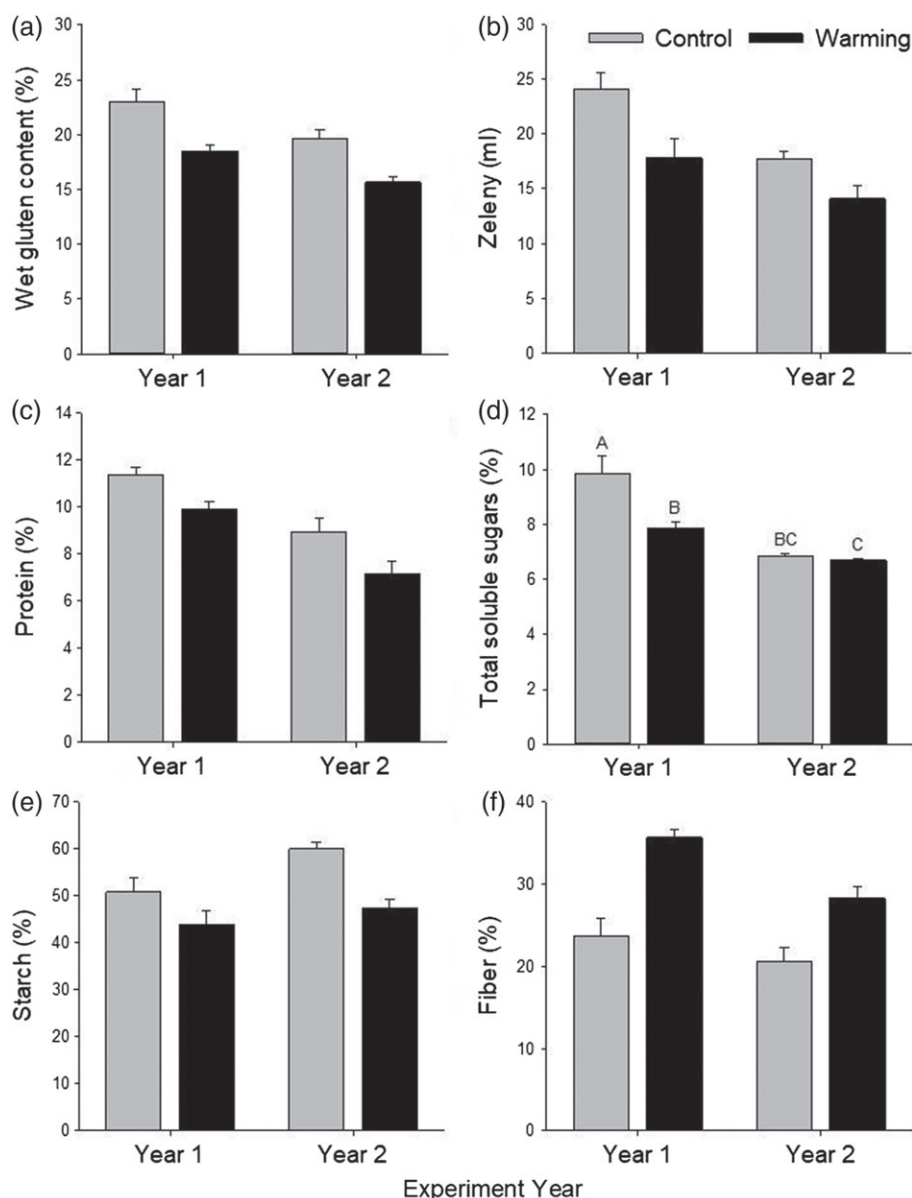 (a)
30
25
20
15
10
5
0
Wet gluten content (%)
Year 1
Year 2
(b)
Control
Warming
30
25
20
15
10
5
0
Zeleny (ml)
Year 1
Year 2
(c)
14
12
10
8
6
4
2
0
Protein (%)
Year 1
Year 2
(d)
12
10
8
6
4
2
0
Total soluble sugars (%)
A
B
BC
C
Year 1
Year 2
(e)
70
60
50
40
30
20
10
0
Starch (%)
Year 1
Year 2
(f)
40
30
20
10
0
Fiber (%)
Year 1
Year 2
Experiment Year